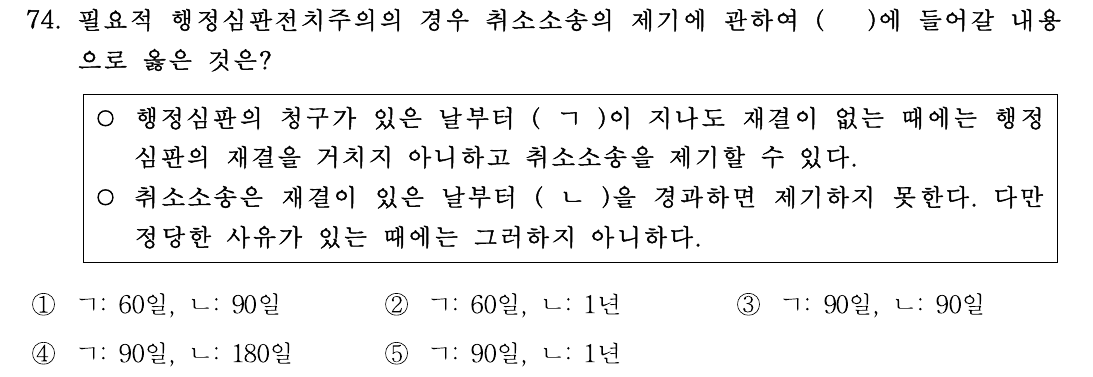 74. 필요적 행정심판전치주의의 경우 취소소송의 제기에 관하여 (    )에 들어갈 내용
으로 옳은 것은?
○ 행정심판의 청구가 있은 날부터 ( ㄱ )이 지나도 재결이 없는 때에는 행정
심판의 재결을 거치지 아니하고 취소소송을 제기할 수 있다.
○ 취소소송은 재결이 있은 날부터 ( ㄴ )을 경과하면 제기하지 못한다. 다만
정당한 사유가 있는 때에는 그러하지 아니하다.
① ㄱ: 60일, ㄴ: 90일 ② ㄱ: 60일, ㄴ: 1년 ③ ㄱ: 90일, ㄴ: 90일
④ ㄱ: 90일, ㄴ: 180일 ⑤ ㄱ: 90일, ㄴ: 1년